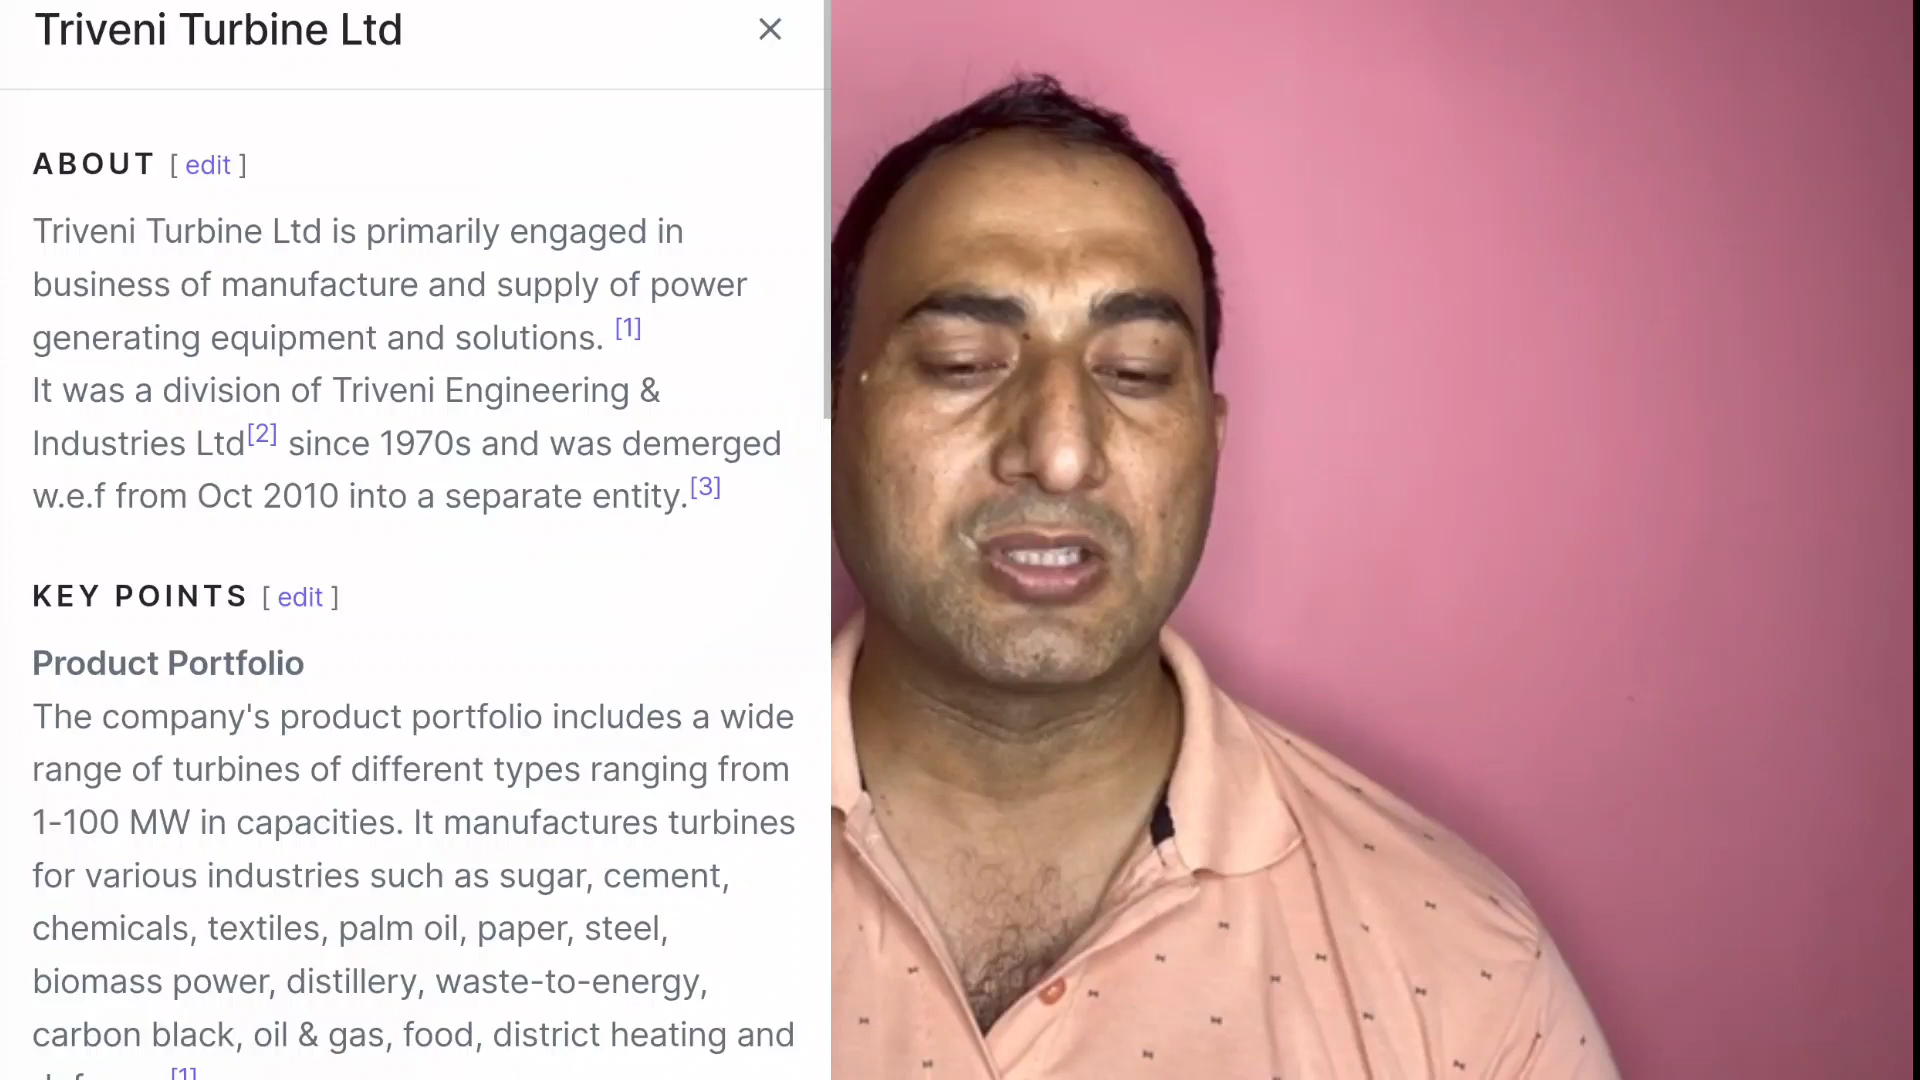 Triveni Turbine Ltd
ABOUT [ edit ]
Triveni Turbine Ltd is primarily engaged in
business of manufacture and supply of power
generating equipment and solutions. [1]
It was a division of Triveni Engineering &
Industries Ltd[2] since 1970s and was demerged
w.e.f from Oct 2010 into a separate entity.[3]
KEY POINTS [ edit ]
Product Portfolio
The company's product portfolio includes a wide
range of turbines of different types ranging from
1-100 MW in capacities. It manufactures turbines
for various industries such as sugar, cement,
chemicals, textiles, palm oil, paper, steel,
biomass power, distillery, waste-to-energy,
carbon black, oil & gas, food, district heating and
[1]